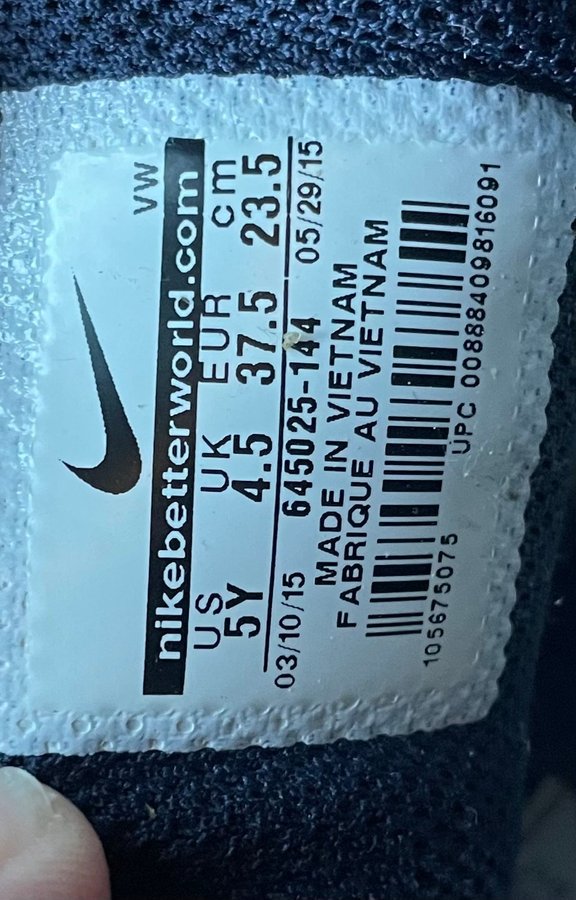 VW
nikebetterworld.com
US UK EUR cm
5Y 4.5 37.5 23.5
03/10/15 645025-144 05/29/15
MADE IN VIETNAM
FABRIQUE AU VIETNAM
105675075 UPC 00888409816091